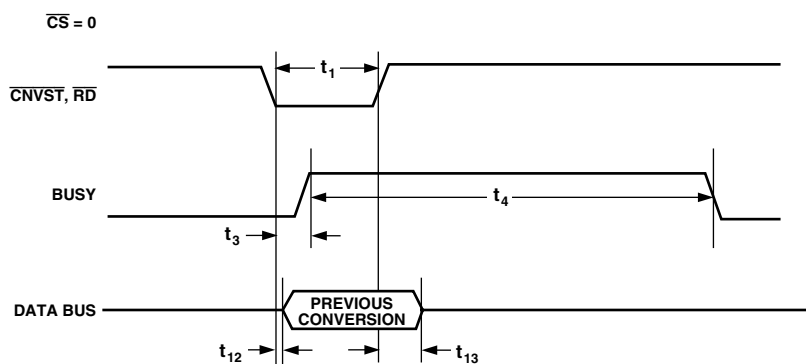 CS = 0
t1
CNVST, RD
BUSY
t4
t3
DATA BUS
PREVIOUS
CONVERSION
t12
t13